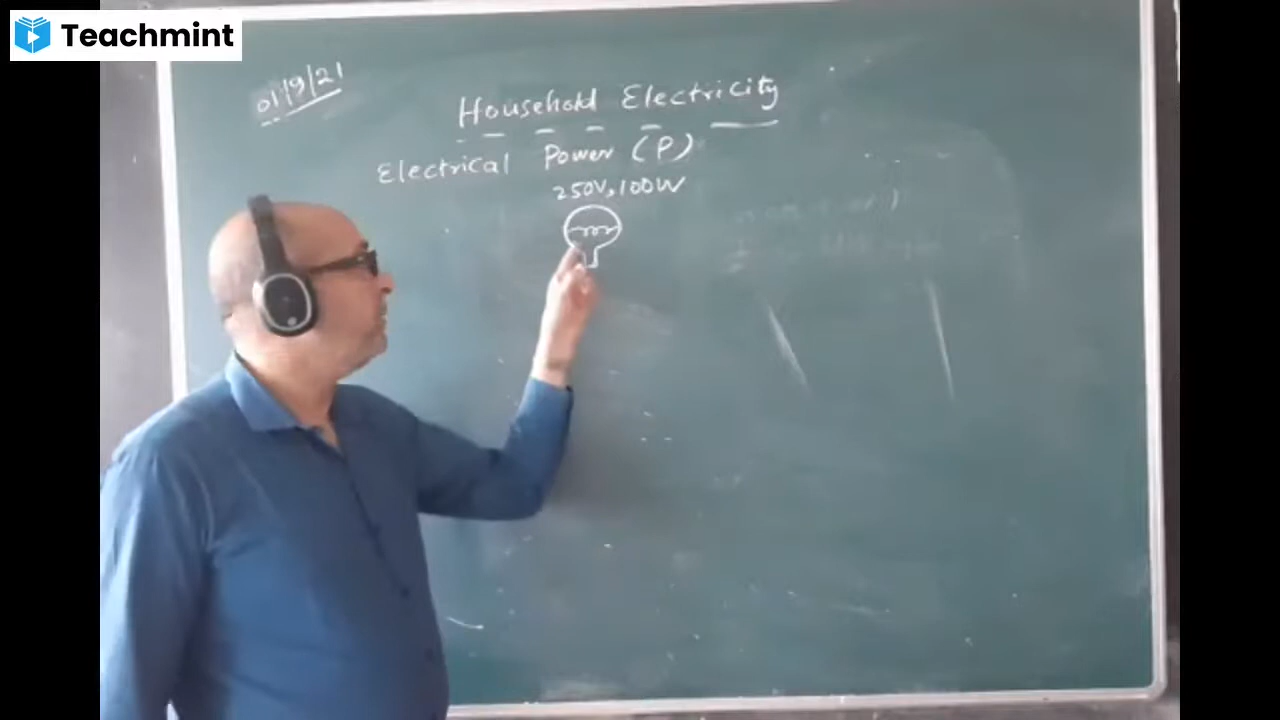 Teachmint
01/9/21
Household Electricity
Electrical Power (P)
250V, 100W